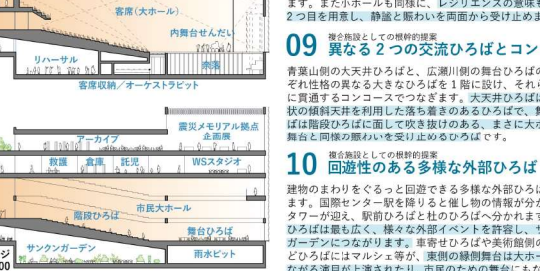 客席（大ホール）
内舞台せんだい
リハーサル
奈落
客席収納／オーケストラピット
震災メモリアル拠点
企画展
アーカイブ
救護 倉庫 託児
WSスタジオ
市民大ホール
階段ひろば
舞台ひろば
サンクンガーデン
雨水ピット
ます。また小ホールも同様に、レジリエンスの意味も
2つ目を用意し、静謐と賑わいを両面から受け止めま
09 複合施設としての根幹的提案
異なる2つの交流ひろばとコン
青葉山側の大天井ひろばと、広瀬川側の舞台ひろばの
ぞれ性格の異なる大きなひろばを1階に設け、それら
に貫通するコンコースでつなぎます。大天井ひろばは
状の傾斜天井を利用した落ち着きのあるひろばで、舞
ばは階段ひろばに面して吹き抜けのある、まさに大ホ
舞台と同様の賑わいを受け止めるひろばです。
10 複合施設としての根幹的提案
回遊性のある多様な外部ひろば
建物のまわりをぐるっと回遊できる多様な外部ひろば
ます。国際センター駅を降りると催し物の情報が分か
タワーが迎え、駅前ひろばと杜のひろばへ分かれます
ひろばは最も広く、様々な外部イベントを許容し、サ
ガーデンにつながります。車寄せひろばや美術館側の
どひろばにはマルシェ等が、東側の縁側舞台は大ホー